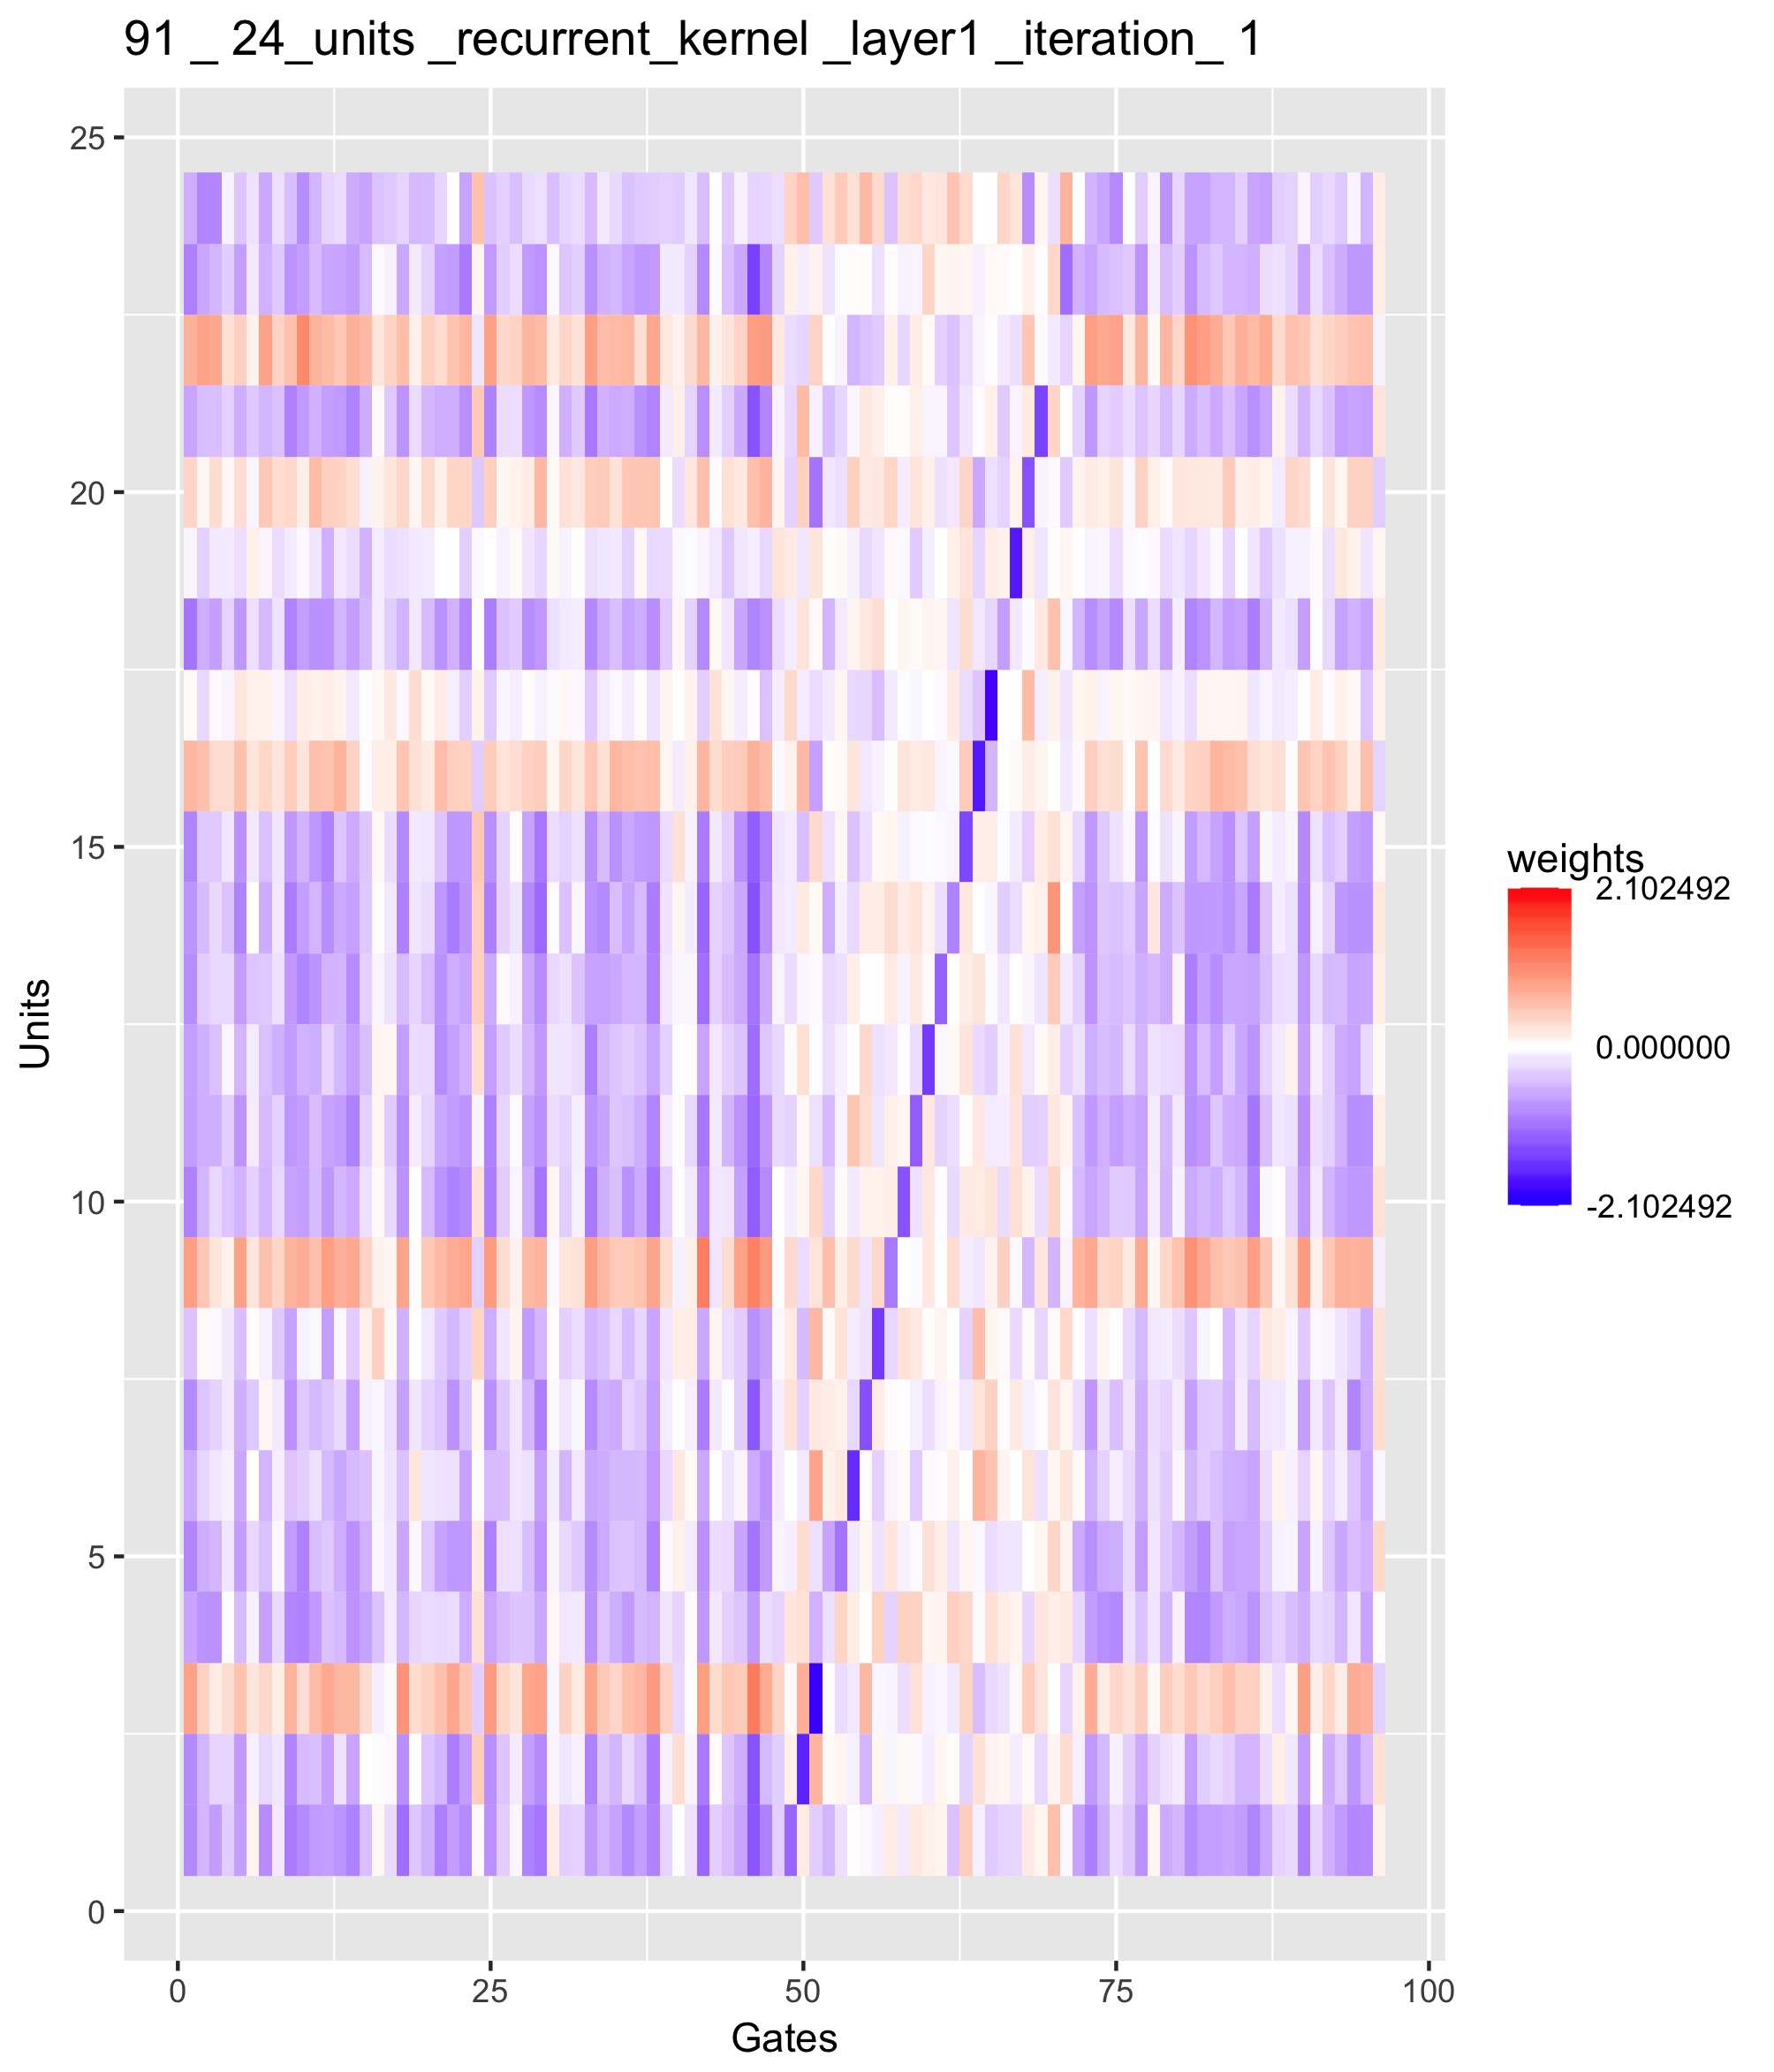 91 _ 24_units _recurrent_kernel _layer1 _iteration_ 1
25
20
15
10
5
0
Units
0 25 50 75 100
Gates
weights
2.102492
0.000000
-2.102492